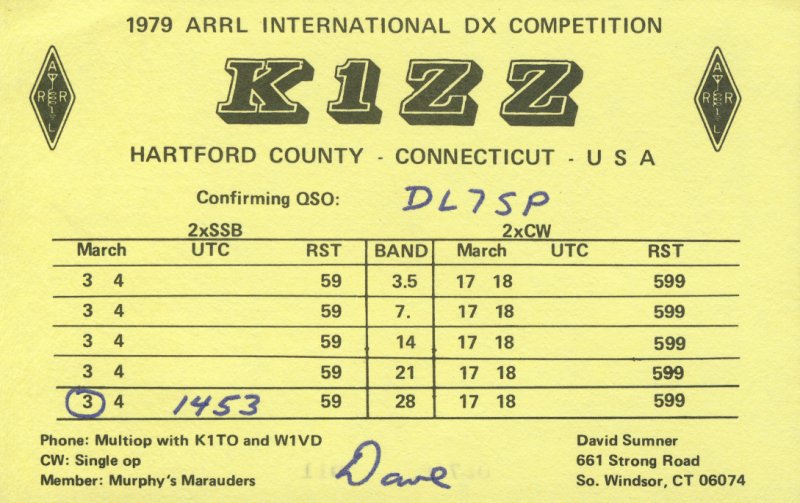 1979 ARRL INTERNATIONAL DX COMPETITION
A
R R
L
K1ZZ
A
R R
L
HARTFORD COUNTY - CONNECTICUT - U S A
Confirming QSO: DL7SP
2xSSB 2xCW
March UTC RST BAND March UTC RST
3 4 59 3.5 17 18 599
3 4 59 7. 17 18 599
3 4 59 14 17 18 599
3 4 59 21 17 18 599
3 4 1453 59 28 17 18 599
Phone: Multiop with K1TO and W1VD
CW: Single op
Member: Murphy's Marauders
Dave
David Sumner
661 Strong Road
So. Windsor, CT 06074